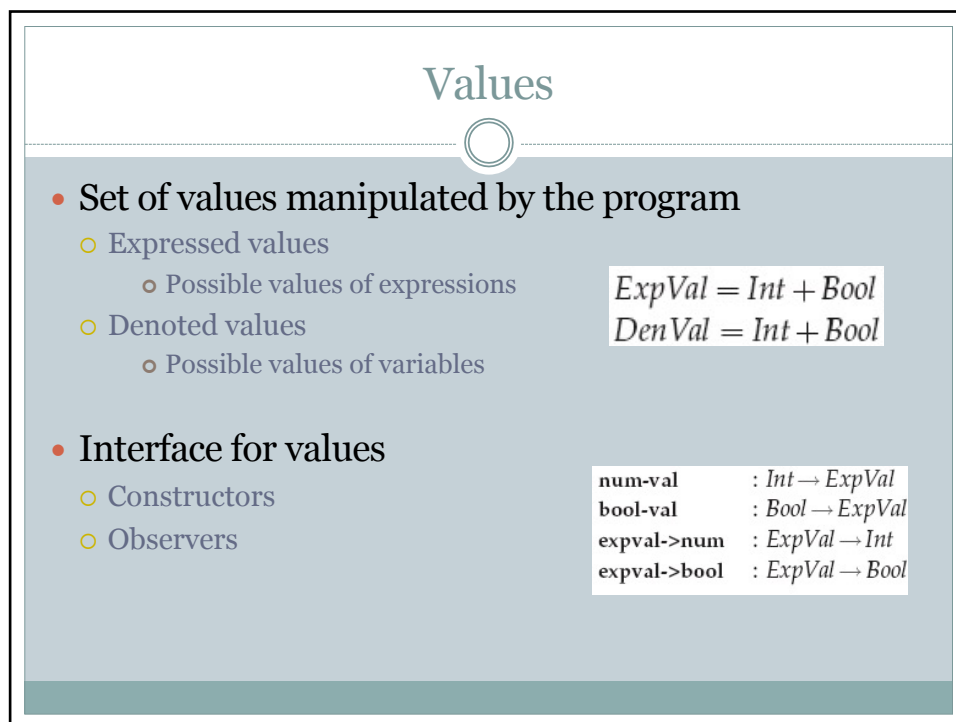 Values
• Set of values manipulated by the program
Expressed values
Possible values of expressions
Denoted values
Possible values of variables
ExpVal = Int + Bool
DenVal = Int + Bool
• Interface for values
Constructors
Observers
num-val : Int → ExpVal
bool-val : Bool → ExpVal
expval->num : ExpVal → Int
expval->bool : ExpVal → Bool